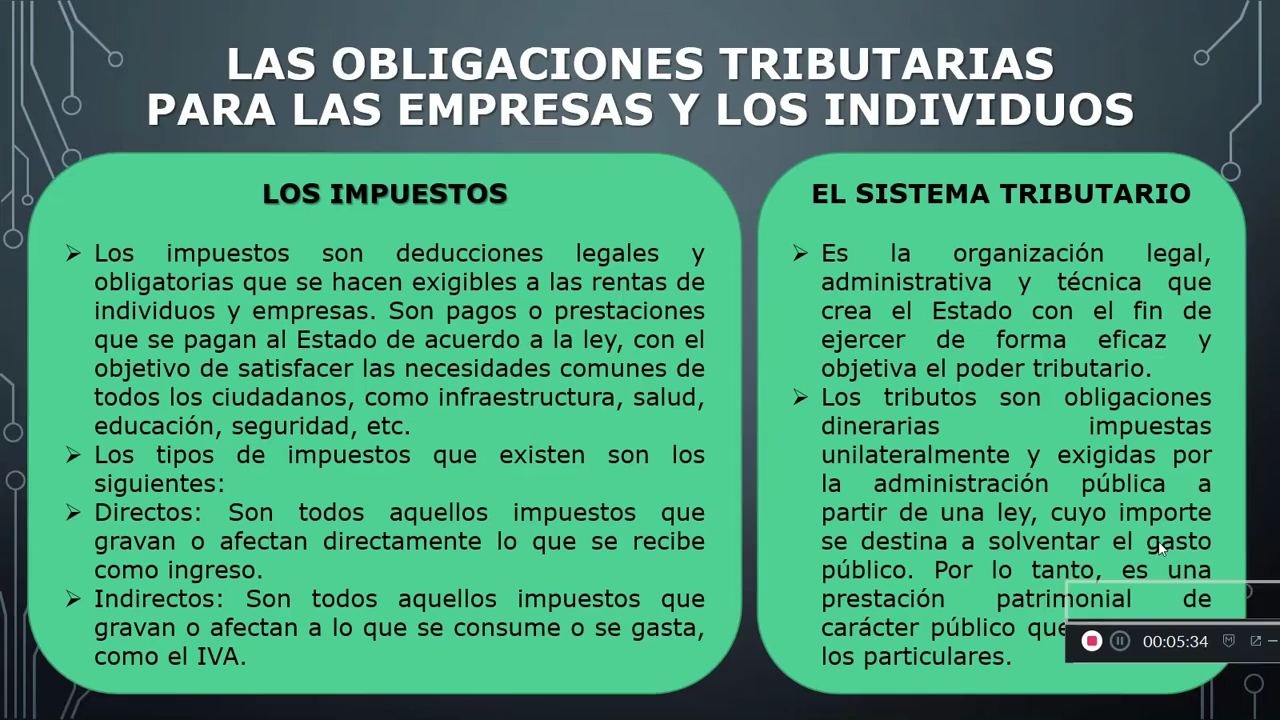 LAS OBLIGACIONES TRIBUTARIAS
PARA LAS EMPRESAS Y LOS INDIVIDUOS
LOS IMPUESTOS
➢ Los impuestos son deducciones legales y
obligatorias que se hacen exigibles a las rentas de
individuos y empresas. Son pagos o prestaciones
que se pagan al Estado de acuerdo a la ley, con el
objetivo de satisfacer las necesidades comunes de
todos los ciudadanos, como infraestructura, salud,
educación, seguridad, etc.
➢ Los tipos de impuestos que existen son los
siguientes:
➢ Directos: Son todos aquellos impuestos que
gravan o afectan directamente lo que se recibe
como ingreso.
➢ Indirectos: Son todos aquellos impuestos que
gravan o afectan a lo que se consume o se gasta,
como el IVA.
EL SISTEMA TRIBUTARIO
➢ Es la organización legal,
administrativa y técnica que
crea el Estado con el fin de
ejercer de forma eficaz y
objetiva el poder tributario.
➢ Los tributos son obligaciones
dinerarias impuestas
unilateralmente y exigidas por
la administración pública a
partir de una ley, cuyo importe
se destina a solventar el gasto
público. Por lo tanto, es una
prestación patrimonial de
carácter público que
los particulares.
00:05:34